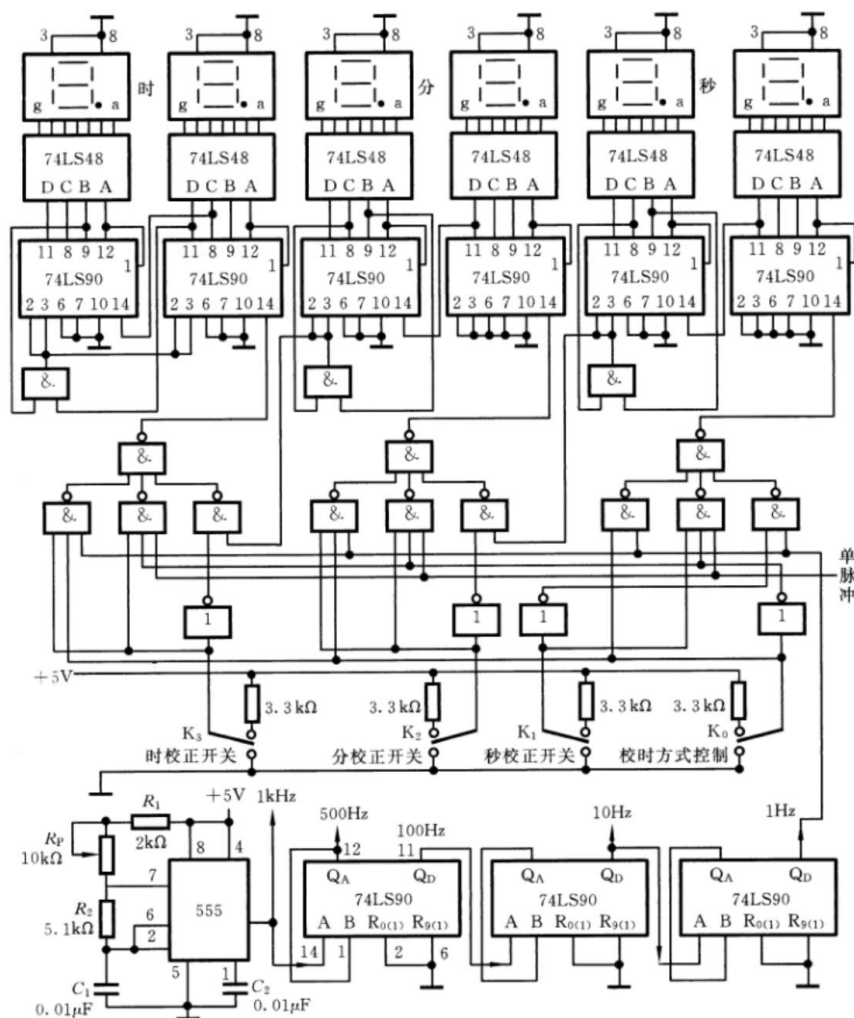 3 8 3 8 3 8 3 8 3 8 3 8
时 分 秒
g a g a g a g a g a g a
74LS48 74LS48 74LS48 74LS48 74LS48 74LS48
D C B A D C B A D C B A D C B A D C B A D C B A
11 8 9 12 11 8 9 12 11 8 9 12 11 8 9 12 11 8 9 12 11 8 9 12
1 1 1 1 1 1
74LS90 74LS90 74LS90 74LS90 74LS90 74LS90
2 3 6 7 10 14 2 3 6 7 10 14 2 3 6 7 10 14 2 3 6 7 10 14 2 3 6 7 10 14 2 3 6 7 10 14
& & &
& & &
& & & & & & & & &
单脉冲
1 1 1 1
+5V
3.3kΩ 3.3kΩ 3.3kΩ 3.3kΩ
K₃ K₂ K₁ K₀
时校正开关 分校正开关 秒校正开关 校时方式控制
+5V 1kHz
R₁ 2kΩ
500Hz 100Hz 10Hz 1Hz
RP 10kΩ
8 4 12 11
QA QD QA QD QA QD
7 555 74LS90 74LS90 74LS90
R₂ 5.1kΩ
6
2
A B R0(1) R9(1) A B R0(1) R9(1) A B R0(1) R9(1)
14 1 2 6
5 1
C₁ 0.01μF
C₂ 0.01μF